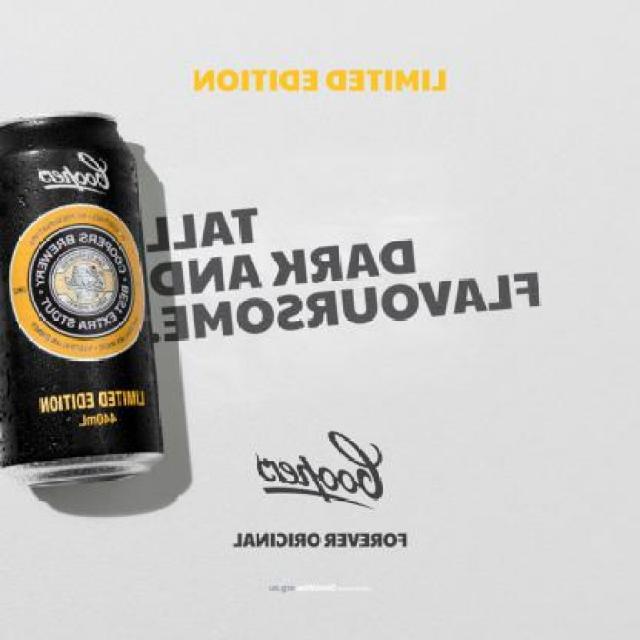 LIMITED EDITION
TALL
DARK AND
FLAVOURSOME.
Coopers
COOPERS BREWERY
BEST EXTRA STOUT
LIMITED EDITION
440mL
Coopers
FOREVER ORIGINAL